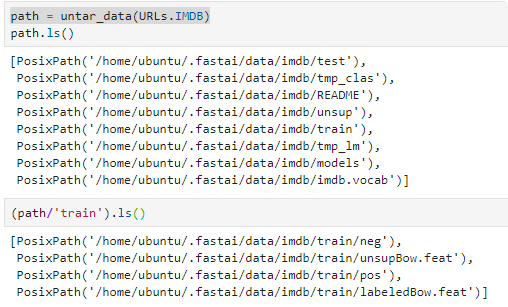 path = untar_data(URLs.IMDB)
path.ls()
[PosixPath('/home/ubuntu/.fastai/data/imdb/test'),
 PosixPath('/home/ubuntu/.fastai/data/imdb/tmp_clas'),
 PosixPath('/home/ubuntu/.fastai/data/imdb/README'),
 PosixPath('/home/ubuntu/.fastai/data/imdb/unsup'),
 PosixPath('/home/ubuntu/.fastai/data/imdb/train'),
 PosixPath('/home/ubuntu/.fastai/data/imdb/tmp_lm'),
 PosixPath('/home/ubuntu/.fastai/data/imdb/models'),
 PosixPath('/home/ubuntu/.fastai/data/imdb/imdb.vocab')]
(path/'train').ls()
[PosixPath('/home/ubuntu/.fastai/data/imdb/train/neg'),
 PosixPath('/home/ubuntu/.fastai/data/imdb/train/unsupBow.feat'),
 PosixPath('/home/ubuntu/.fastai/data/imdb/train/pos'),
 PosixPath('/home/ubuntu/.fastai/data/imdb/train/labeledBow.feat')]